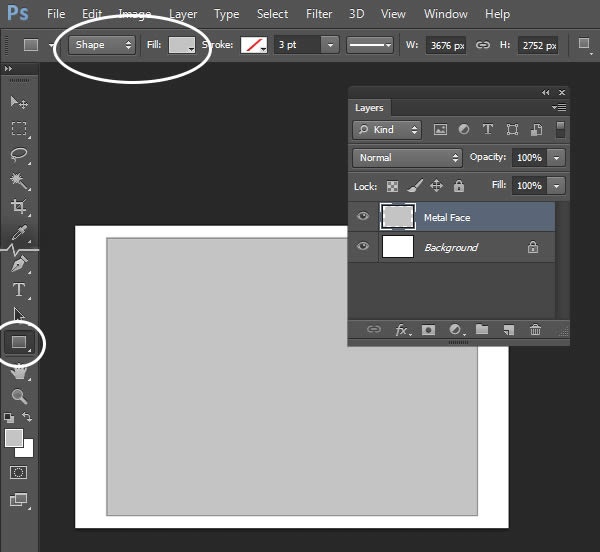 Ps File Edit Image Layer Type Select Filter 3D View Window Help
Shape Fill: Stroke: 3 pt W: 3676 px H: 2752 px
Layers
Kind
Normal Opacity: 100%
Lock: Fill: 100%
Metal Face
Background